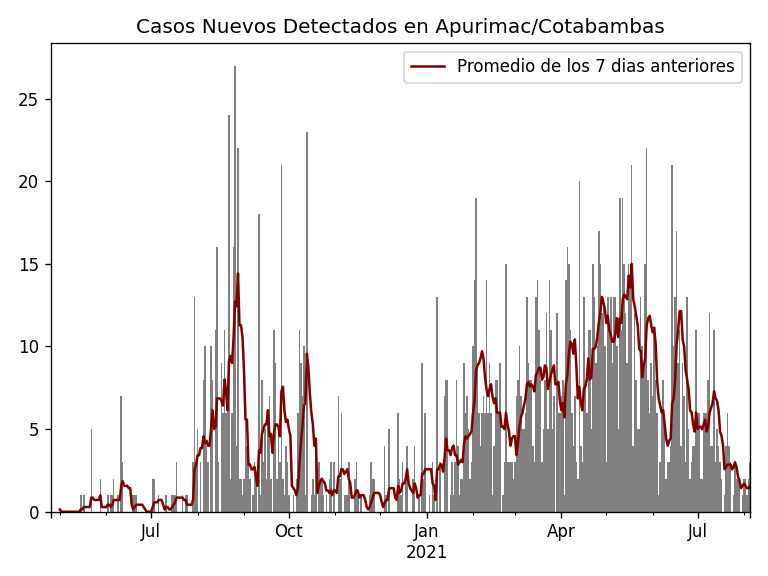 Casos Nuevos Detectados en Apurimac/Cotabambas
Promedio de los 7 dias anteriores
25
20
15
10
5
0
Jul
Oct
Jan
2021
Apr
Jul